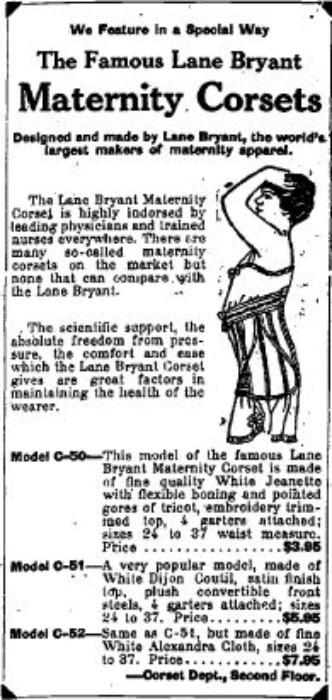 We Feature in a Special Way
The Famous Lane Bryant
Maternity Corsets
Designed and made by Lane Bryant, the world's
largest makers of maternity apparel.
The Lane Bryant Maternity
Corset is highly indorsed by
leading physicians and trained
nurses everywhere. There are
many so-called maternity
corsets on the market but
none that can compare with
the Lane Bryant.
The scientific support, the
absolute freedom from pres-
sure, the comfort and ease
which the Lane Bryant Corset
gives are great factors in
maintaining the health of the
wearer.
Model C-50—This model of the famous Lane
Bryant Maternity Corset is made
of fine quality White Jeanette
with flexible boning and pointed
gores of tricot, embroidery trim-
med top, 4 garters attached;
sizes 24 to 37 waist measure.
Price ..................$3.95
Model C-51—A very popular model, made of
White Dijon Coutil, satin finish
top, plush convertible front
steels, 4 garters attached; sizes
24 to 37. Price..........$5.95
Model C-52—Same as C-51, but made of fine
White Alexandra Cloth, sizes 24
to 37. Price.............$7.95
—Corset Dept., Second Floor.